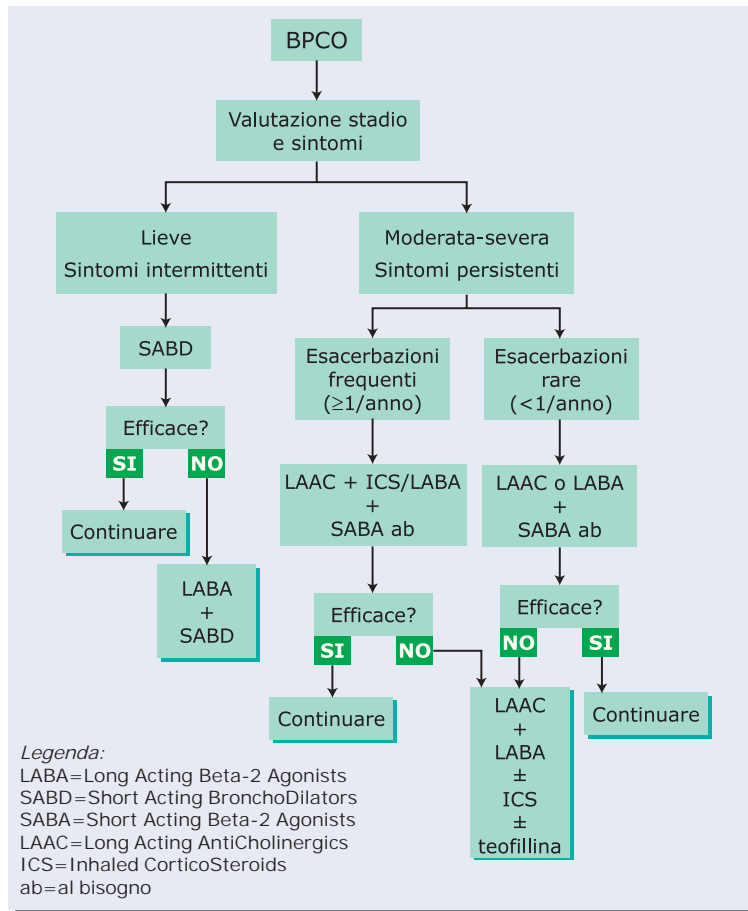 BPCO
Valutazione stadio
e sintomi
Lieve
Sintomi intermittenti
Moderata-severa
Sintomi persistenti
SABD
Esacerbazioni
frequenti
(≥1/anno)
Esacerbazioni
rare
(<1/anno)
Efficace?
SI
NO
LAAC + ICS/LABA
+
SABA ab
LAAC o LABA
+
SABA ab
Continuare
LABA
+
SABD
Efficace?
SI
NO
Efficace?
NO
SI
Continuare
LAAC
+
LABA
±
ICS
±
teofillina
Continuare
Legenda:
LABA=Long Acting Beta-2 Agonists
SABD=Short Acting BronchoDilators
SABA=Short Acting Beta-2 Agonists
LAAC=Long Acting AntiCholinergics
ICS=Inhaled CorticoSteroids
ab=al bisogno